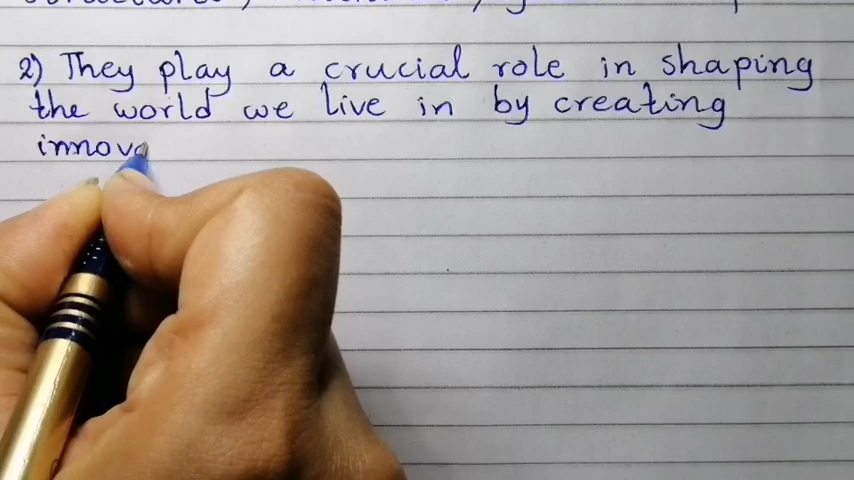 2) They play a crucial role in shaping
the world we live in by creating
innova